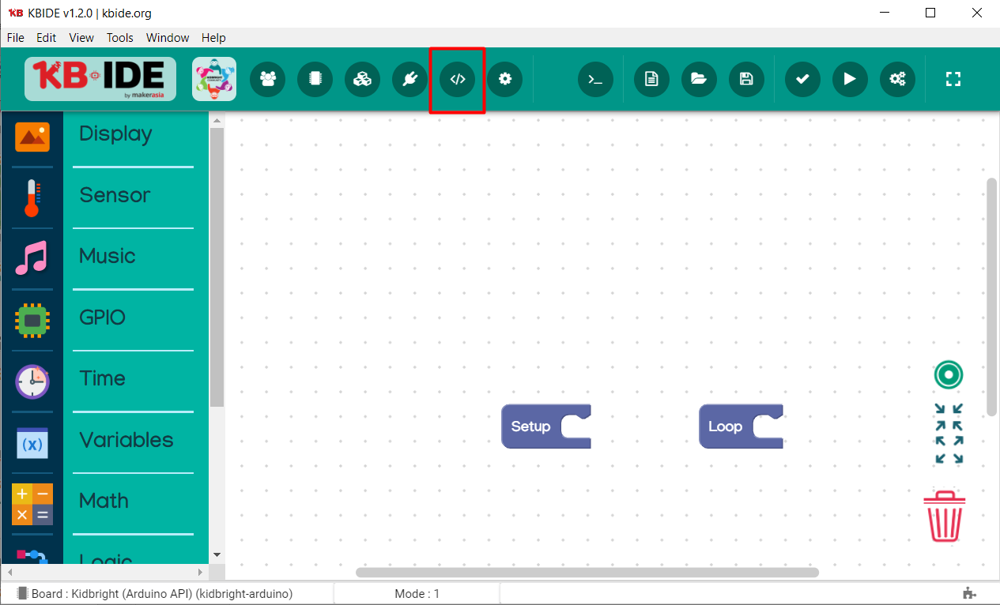 KB KBIDE v1.2.0 | kbide.org
File Edit View Tools Window Help
KB IDE
by makerasia
Display
Sensor
Music
GPIO
Time
(x) Variables
Math
Logic
Setup
Loop
Board : Kidbright (Arduino API) (kidbright-arduino)
Mode : 1